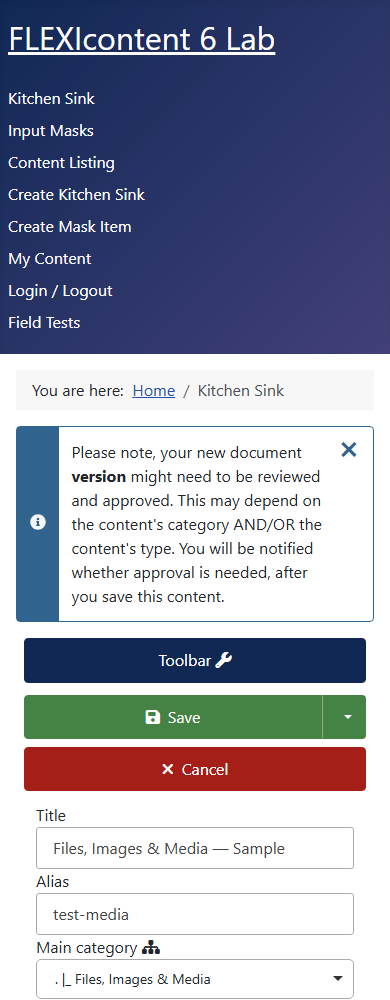 FLEXIcontent 6 Lab
Kitchen Sink
Input Masks
Content Listing
Create Kitchen Sink
Create Mask Item
My Content
Login / Logout
Field Tests
You are here: Home / Kitchen Sink
Please note, your new document
version might need to be reviewed
and approved. This may depend on
the content's category AND/OR the
content's type. You will be notified
whether approval is needed, after
you save this content.
Toolbar
Save
Cancel
Title
Files, Images & Media — Sample
Alias
test-media
Main category
. |_ Files, Images & Media